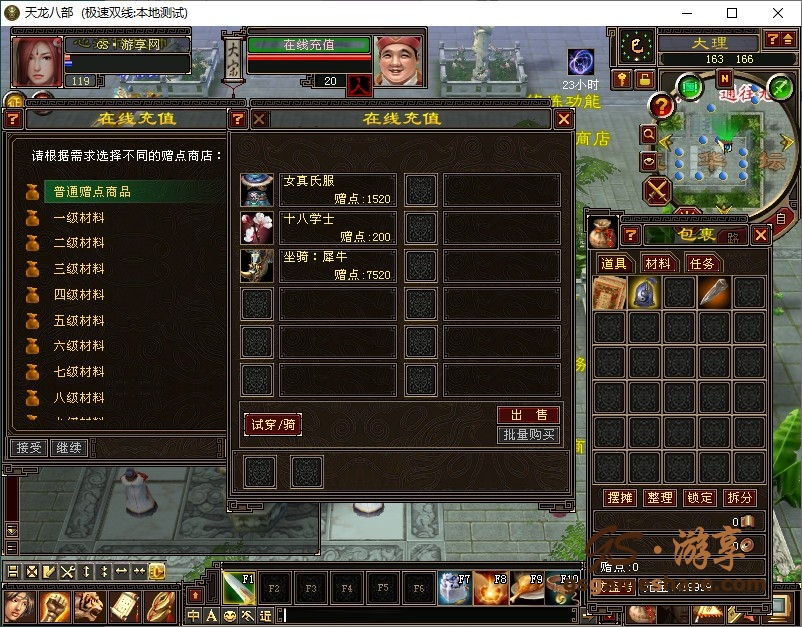 天龙八部 (极速双线:本地测试)
GS·游享网
119
大宗
在线充值
20
23小时
大理
163 166
N
商店
在线充值
请根据需求选择不同的赠点商店：
普通赠点商品
一级材料
二级材料
三级材料
四级材料
五级材料
六级材料
七级材料
八级材料
接受
继续
在线充值
女真氏服
赠点:1520
十八学士
赠点:200
坐骑：犀牛
赠点:7520
试穿/骑
出 售
批量购买
包裹
道具
材料
任务
摆摊
整理
锁定
拆分
0
赠点:0
GS·游享
F1
F2
F3
F4
F5
F6
F7
F8
F9
F10
中
A
近
自